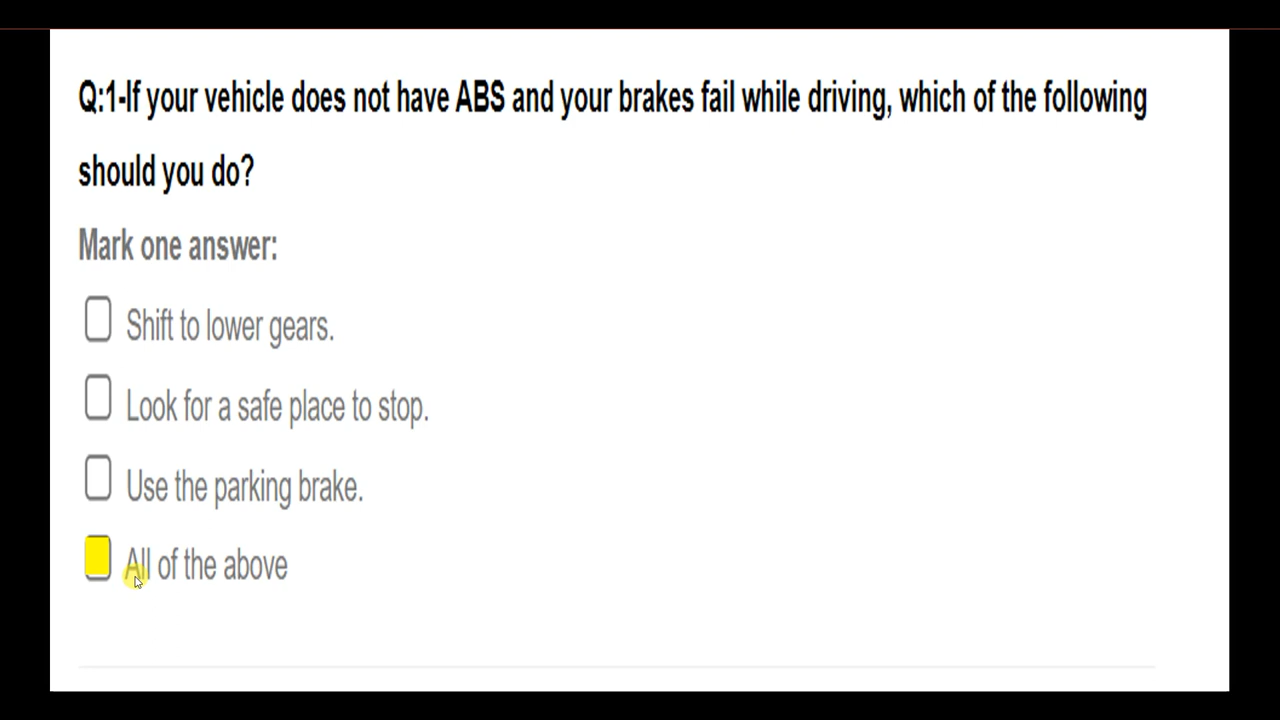 Q:1-If your vehicle does not have ABS and your brakes fail while driving, which of the following
should you do?
Mark one answer:
Shift to lower gears.
Look for a safe place to stop.
Use the parking brake.
All of the above